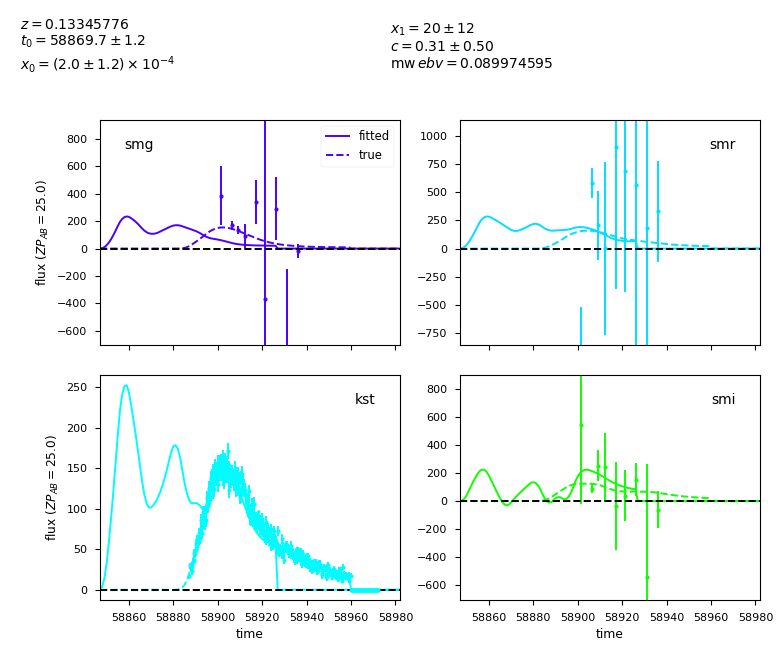 z = 0.13345776
t₀ = 58869.7 ± 1.2
x₀ = (2.0 ± 1.2) × 10⁻⁴
x₁ = 20 ± 12
c = 0.31 ± 0.50
mw ebv = 0.089974595
flux (ZP_AB = 25.0)
800
600
400
200
0
−200
−400
−600
smg
fitted
true
1000
750
500
250
0
−250
−500
−750
smr
flux (ZP_AB = 25.0)
250
200
150
100
50
0
kst
58860 58880 58900 58920 58940 58960 58980
time
800
600
400
200
0
−200
−400
−600
smi
58860 58880 58900 58920 58940 58960 58980
time